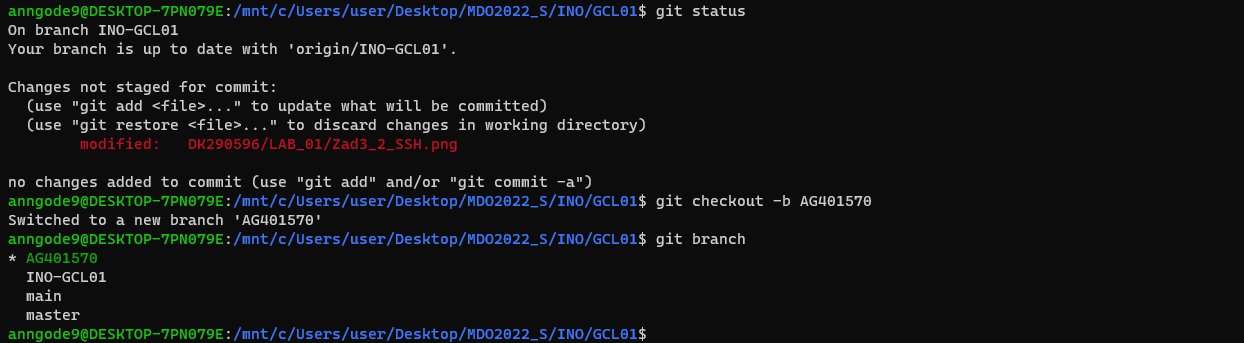 anngode9@DESKTOP-7PN079E:/mnt/c/Users/user/Desktop/MDO2022_S/INO/GCL01$ git status
On branch INO-GCL01
Your branch is up to date with 'origin/INO-GCL01'.

Changes not staged for commit:
  (use "git add <file>..." to update what will be committed)
  (use "git restore <file>..." to discard changes in working directory)
        modified:   DK290596/LAB_01/Zad3_2_SSH.png

no changes added to commit (use "git add" and/or "git commit -a")
anngode9@DESKTOP-7PN079E:/mnt/c/Users/user/Desktop/MDO2022_S/INO/GCL01$ git checkout -b AG401570
Switched to a new branch 'AG401570'
anngode9@DESKTOP-7PN079E:/mnt/c/Users/user/Desktop/MDO2022_S/INO/GCL01$ git branch
* AG401570
  INO-GCL01
  main
  master
anngode9@DESKTOP-7PN079E:/mnt/c/Users/user/Desktop/MDO2022_S/INO/GCL01$